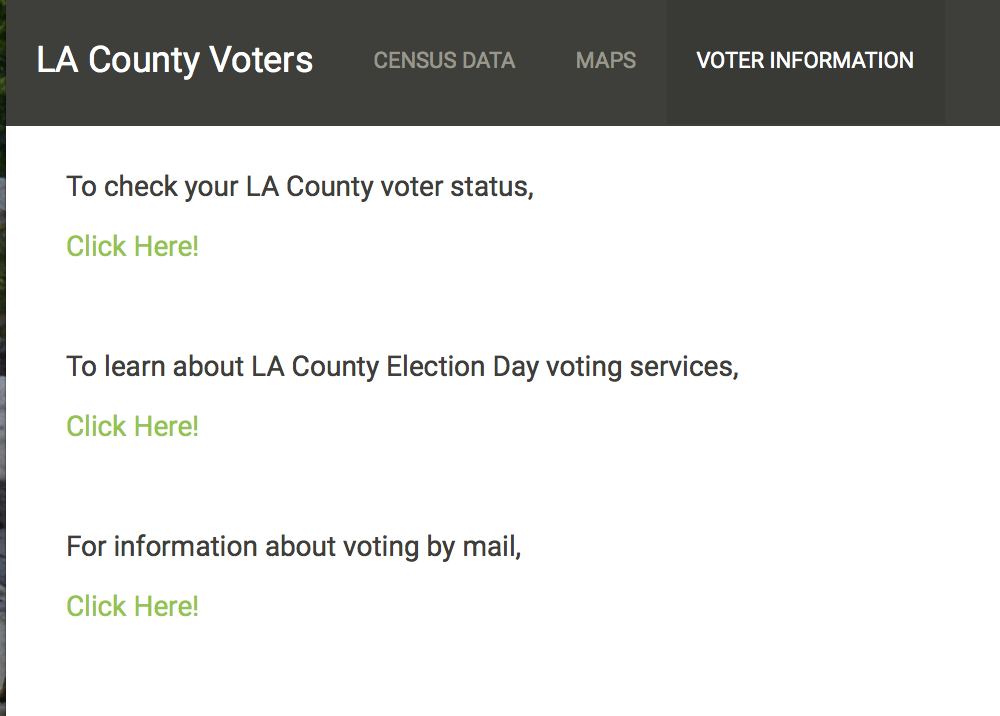 LA County Voters CENSUS DATA MAPS VOTER INFORMATION
To check your LA County voter status,
Click Here!
To learn about LA County Election Day voting services,
Click Here!
For information about voting by mail,
Click Here!